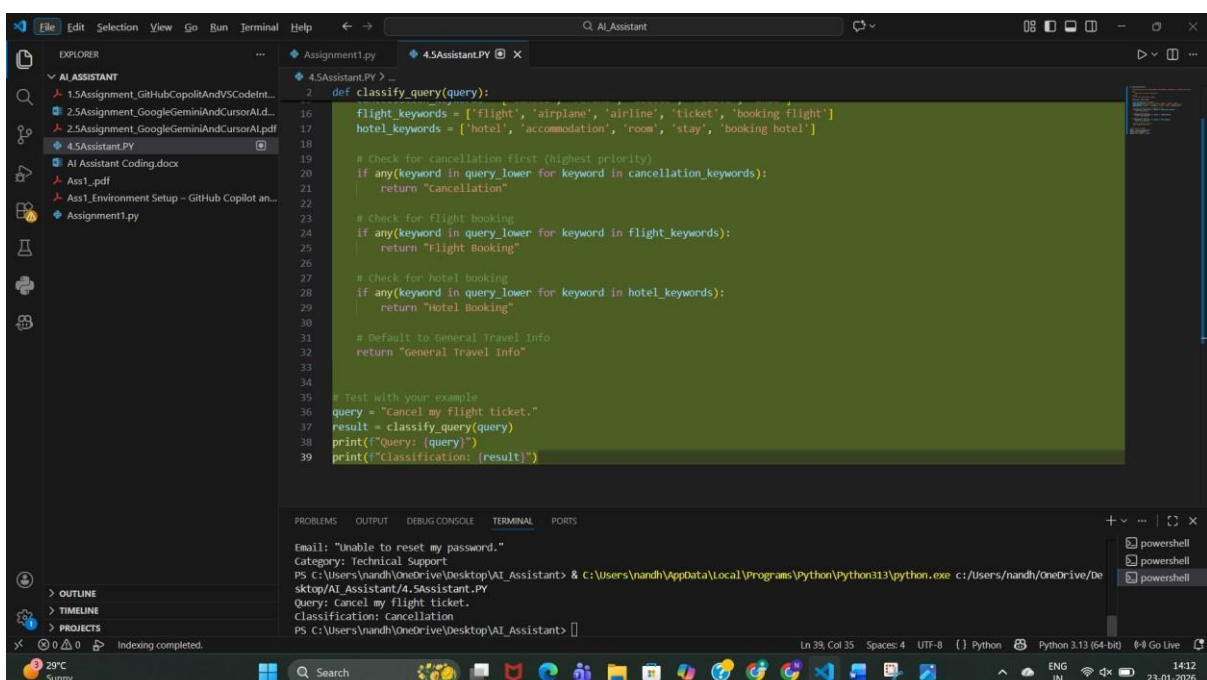 File Edit Selection View Go Run Terminal Help
AI_Assistant
EXPLORER
AI_ASSISTANT
1.5Assignment_GitHubCopolitAndVSCodeInt...
2.5Assignment_GoogleGeminiAndCursorAI.d...
2.5Assignment_GoogleGeminiAndCursorAI.pdf
4.5Assistant.PY
AI Assistant Coding.docx
Ass1_.pdf
Ass1_Environment Setup – GitHub Copilot an...
Assignment1.py
OUTLINE
TIMELINE
PROJECTS
Assignment1.py
4.5Assistant.PY
4.5Assistant.PY > ...
2 def classify_query(query):
16 flight_keywords = ['flight', 'airplane', 'airline', 'ticket', 'booking flight']
17 hotel_keywords = ['hotel', 'accommodation', 'room', 'stay', 'booking hotel']
18
19 # Check for cancellation first (highest priority)
20 if any(keyword in query_lower for keyword in cancellation_keywords):
21 return "Cancellation"
22
23 # Check for flight booking
24 if any(keyword in query_lower for keyword in flight_keywords):
25 return "Flight Booking"
26
27 # Check for hotel booking
28 if any(keyword in query_lower for keyword in hotel_keywords):
29 return "Hotel Booking"
30
31 # Default to General Travel Info
32 return "General Travel Info"
33
34
35 # Test with your example
36 query = "Cancel my flight ticket."
37 result = classify_query(query)
38 print(f"Query: {query}")
39 print(f"Classification: {result}")
PROBLEMS OUTPUT DEBUG CONSOLE TERMINAL PORTS
Email: "Unable to reset my password."
Category: Technical Support
PS C:\Users\nandh\OneDrive\Desktop\AI_Assistant> & C:\Users\nandh\AppData\Local\Programs\Python\Python313\python.exe c:/Users/nandh/OneDrive/De
sktop/AI_Assistant/4.5Assistant.PY
Query: Cancel my flight ticket.
Classification: Cancellation
PS C:\Users\nandh\OneDrive\Desktop\AI_Assistant>
powershell
powershell
powershell
0 0 Indexing completed.
Ln 39, Col 35 Spaces: 4 UTF-8 { } Python Python 3.13 (64-bit) Go Live
3
29°C
Sunny
Search
ENG
IN
14:12
23-01-2026